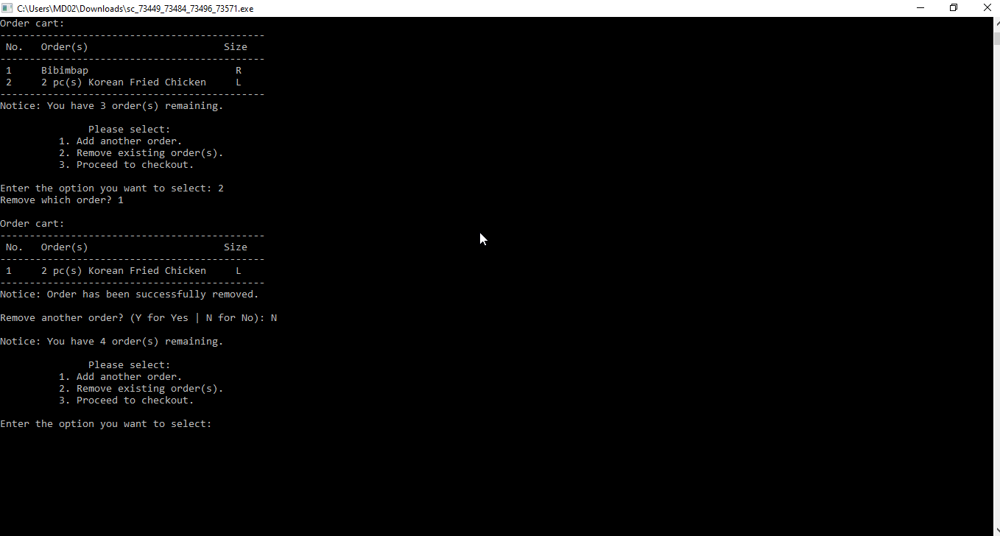 C:\Users\MD02\Downloads\sc_73449_73484_73496_73571.exe
Order cart:
---------------------------------------------
No. Order(s) Size
---------------------------------------------
1 Bibimbap R
2 2 pc(s) Korean Fried Chicken L
---------------------------------------------
Notice: You have 3 order(s) remaining.
Please select:
1. Add another order.
2. Remove existing order(s).
3. Proceed to checkout.
Enter the option you want to select: 2
Remove which order? 1
Order cart:
---------------------------------------------
No. Order(s) Size
---------------------------------------------
1 2 pc(s) Korean Fried Chicken L
---------------------------------------------
Notice: Order has been successfully removed.
Remove another order? (Y for Yes | N for No): N
Notice: You have 4 order(s) remaining.
Please select:
1. Add another order.
2. Remove existing order(s).
3. Proceed to checkout.
Enter the option you want to select: